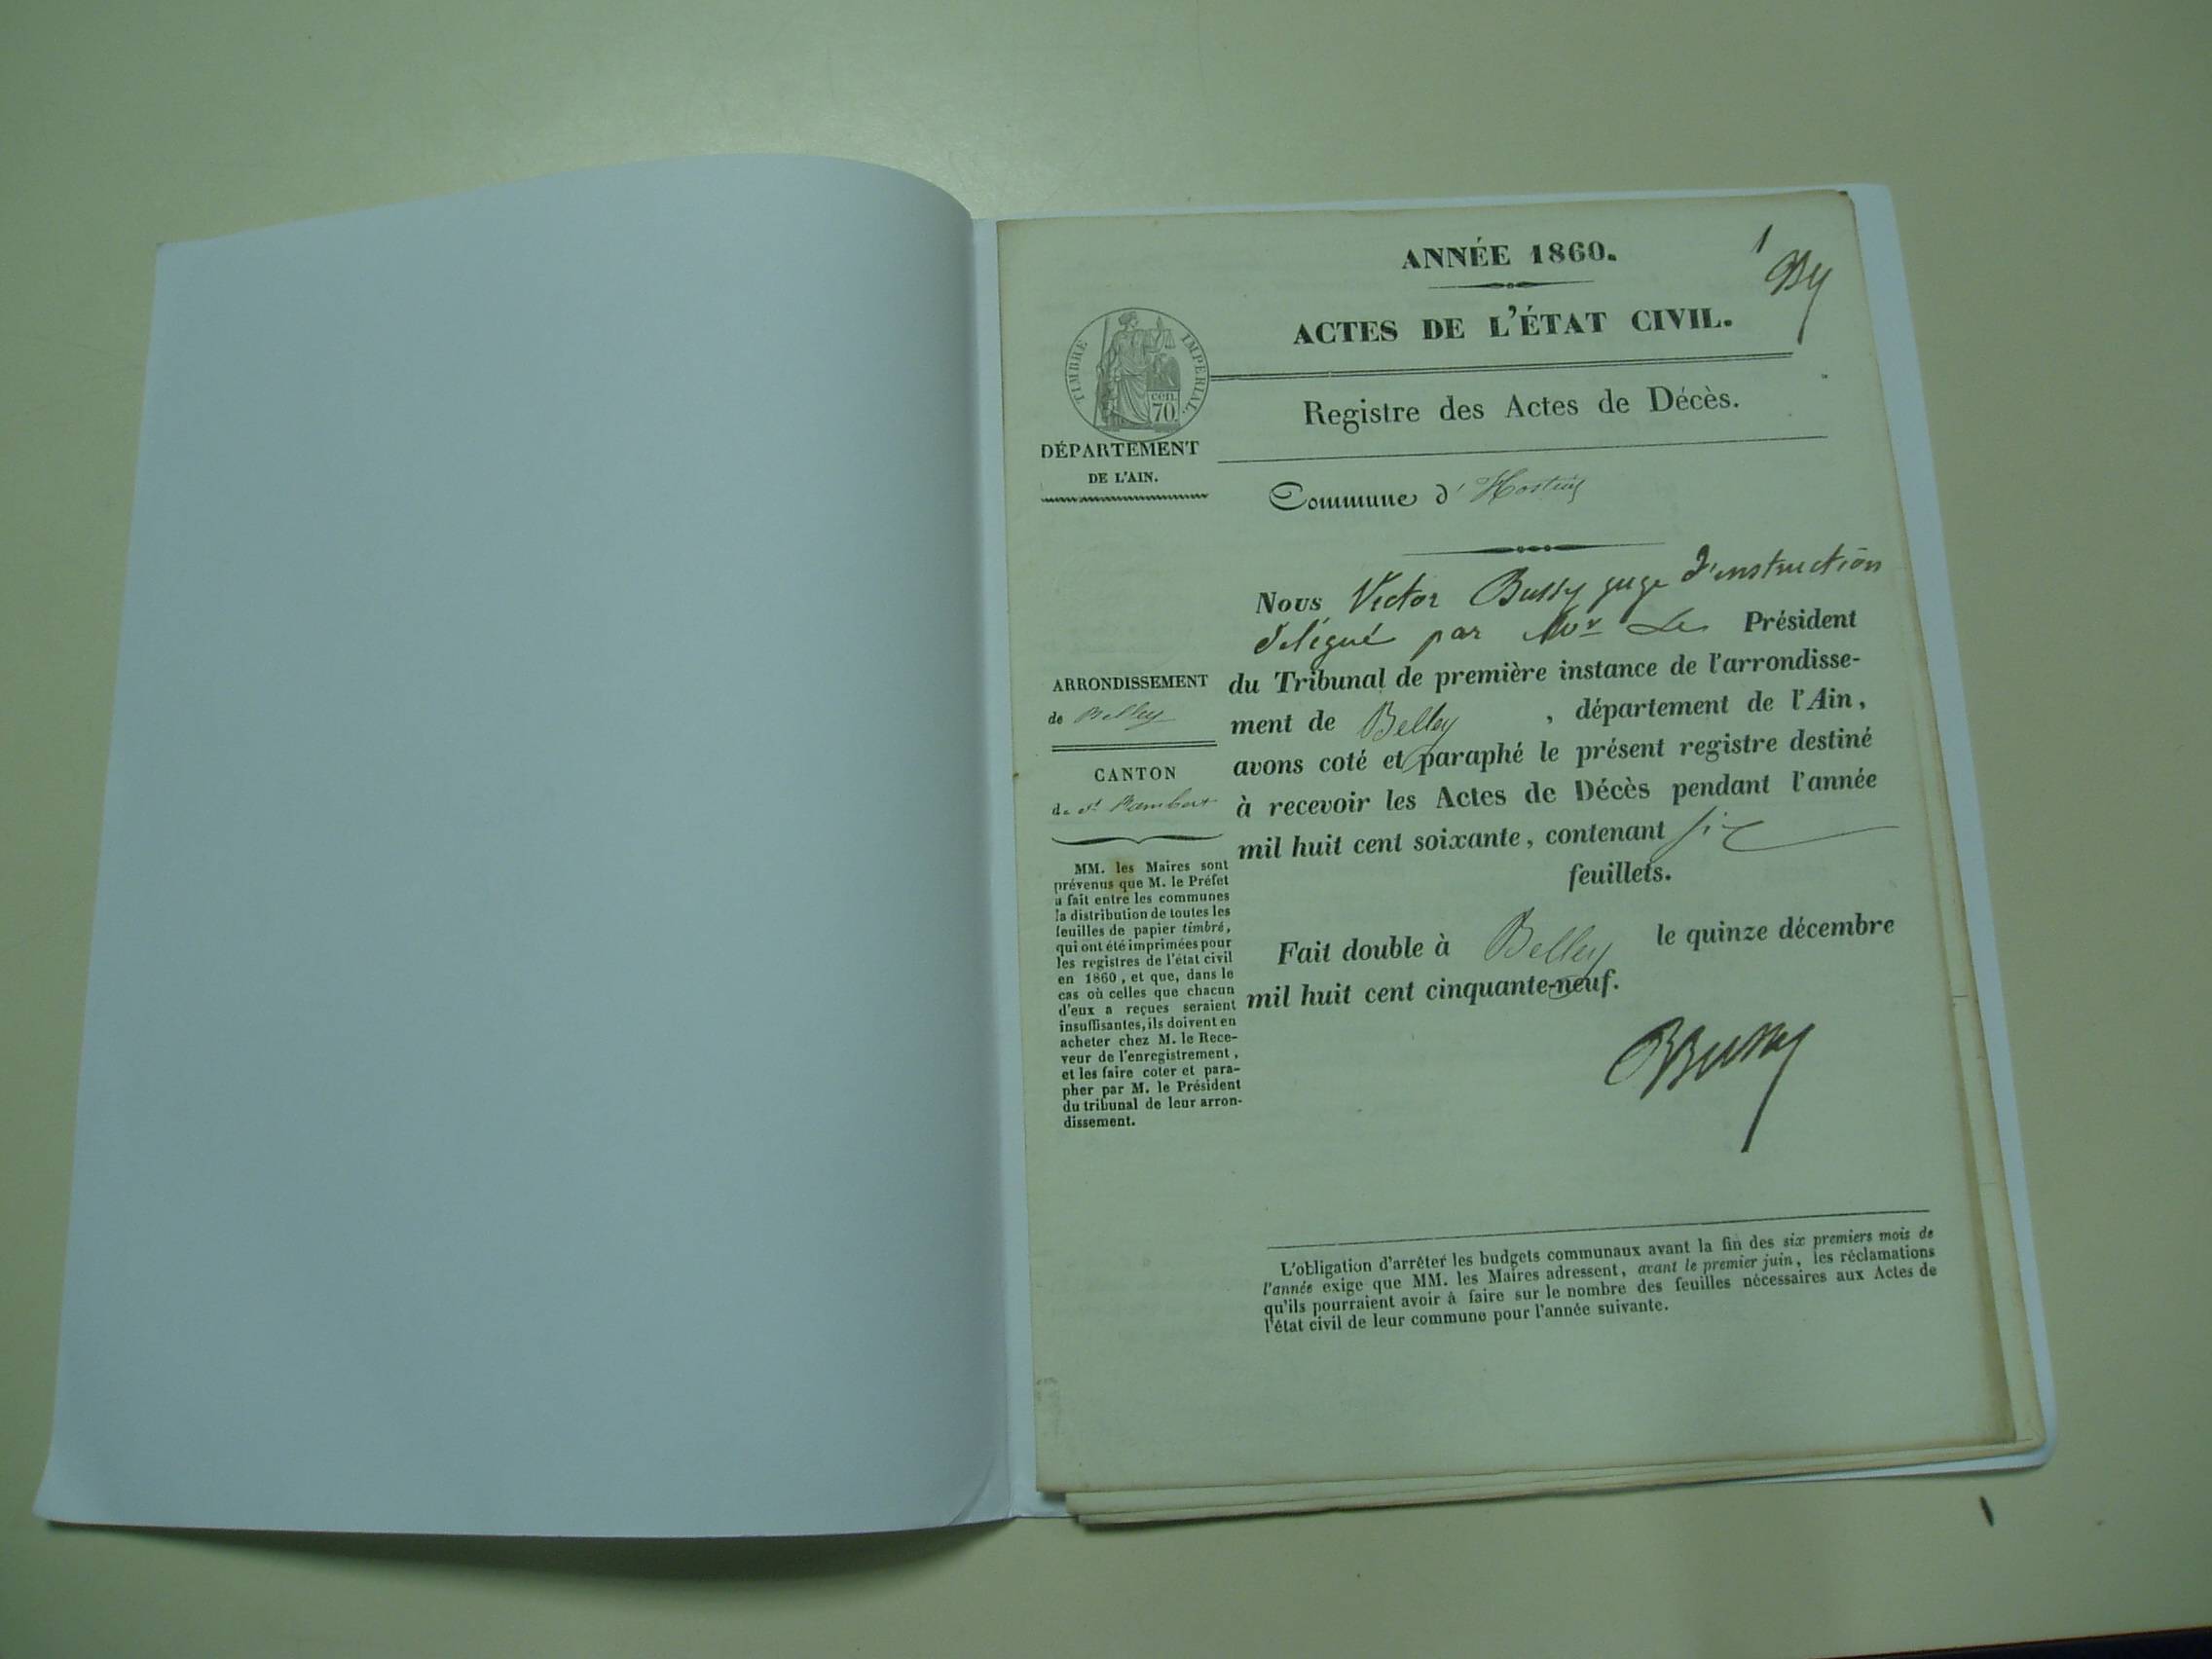 ANNÉE 1860.
1
By
ACTES DE L'ÉTAT CIVIL.
TIMBRE IMPÉRIAL.
cen.
70
Registre des Actes de Décès.
DÉPARTEMENT
DE L'AIN.
Commune d'
Nous Victor Bussy juge d'instruction
délégué par Mr Le Président
du Tribunal de première instance de l'arrondisse-
ment de Belley , département de l'Ain,
avons coté et paraphé le présent registre destiné
à recevoir les Actes de Décès pendant l'année
mil huit cent soixante, contenant six
feuillets.
Fait double à Belley le quinze décembre
mil huit cent cinquante-neuf.
Bussy
ARRONDISSEMENT
de Belley
CANTON
de St Rambert
MM. les Maires sont
prévenus que M. le Préfet
a fait entre les communes
la distribution de toutes les
feuilles de papier timbré,
qui ont été imprimées pour
les registres de l'état civil
en 1860, et que, dans le
cas où celles que chacun
d'eux a reçues seraient
insuffisantes, ils doivent en
acheter chez M. le Rece-
veur de l'enregistrement,
et les faire coter et para-
pher par M. le Président
du tribunal de leur arron-
dissement.
L'obligation d'arrêter les budgets communaux avant la fin des six premiers mois de
l'année exige que MM. les Maires adressent, avant le premier juin, les réclamations
qu'ils pourraient avoir à faire sur le nombre des feuilles nécessaires aux Actes de
l'état civil de leur commune pour l'année suivante.